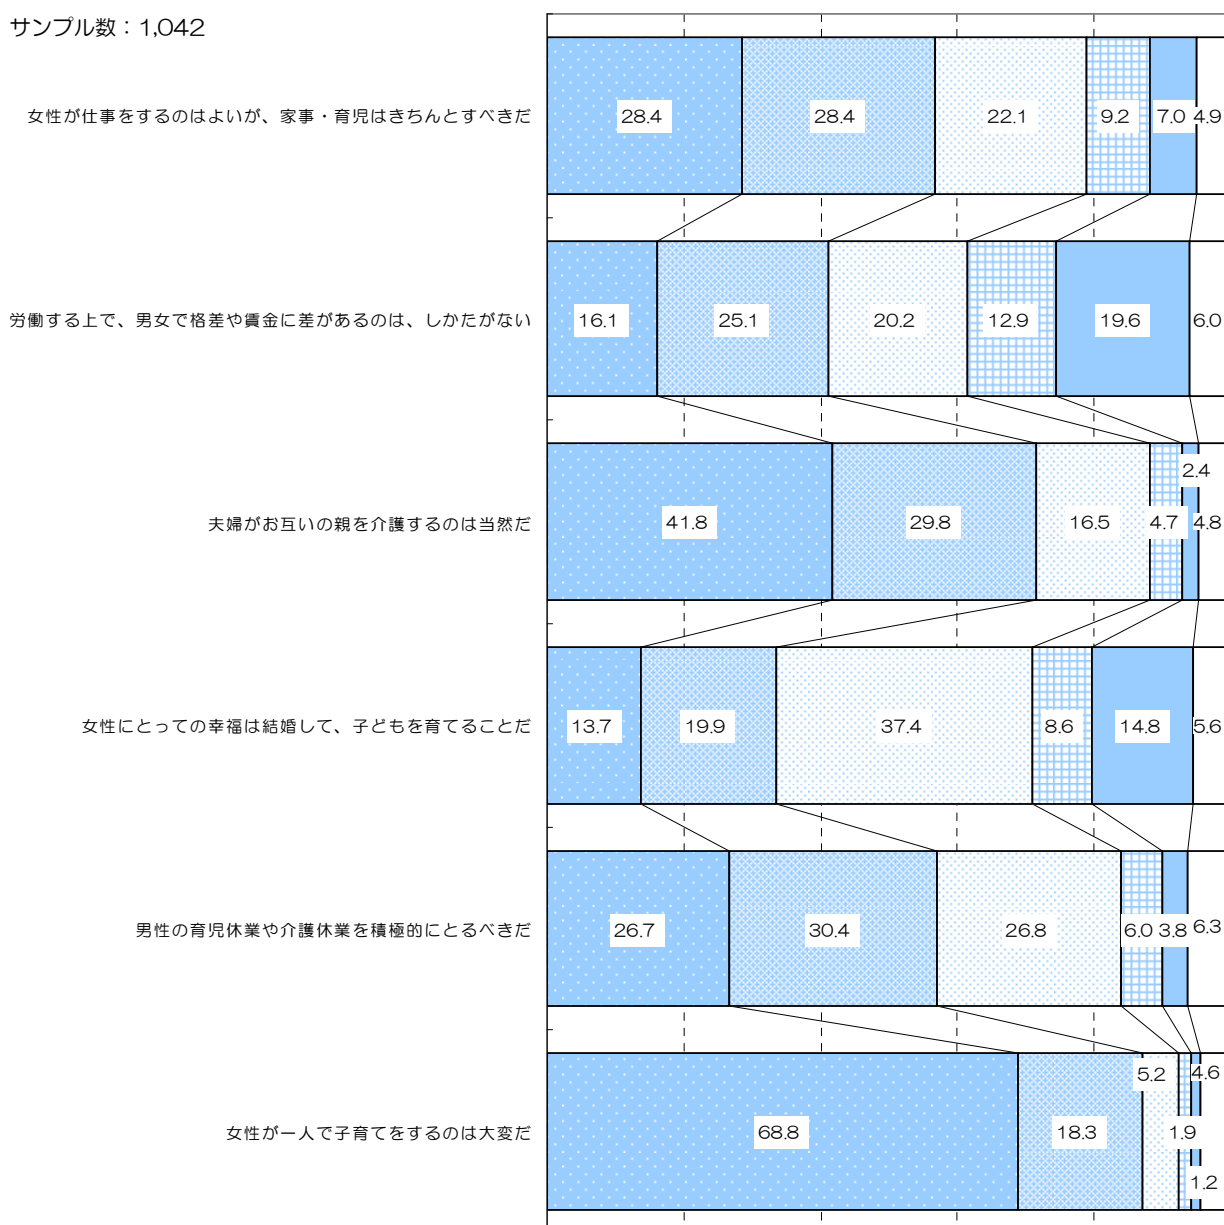 サンプル数：1,042
女性が仕事をするのはよいが、家事・育児はきちんとすべきだ
28.4 28.4 22.1 9.2 7.0 4.9
労働する上で、男女で格差や賃金に差があるのは、しかたがない
16.1 25.1 20.2 12.9 19.6 6.0
夫婦がお互いの親を介護するのは当然だ
41.8 29.8 16.5 4.7 2.4 4.8
女性にとっての幸福は結婚して、子どもを育てることだ
13.7 19.9 37.4 8.6 14.8 5.6
男性の育児休業や介護休業を積極的にとるべきだ
26.7 30.4 26.8 6.0 3.8 6.3
女性が一人で子育てをするのは大変だ
68.8 18.3 5.2 1.9 1.2 4.6